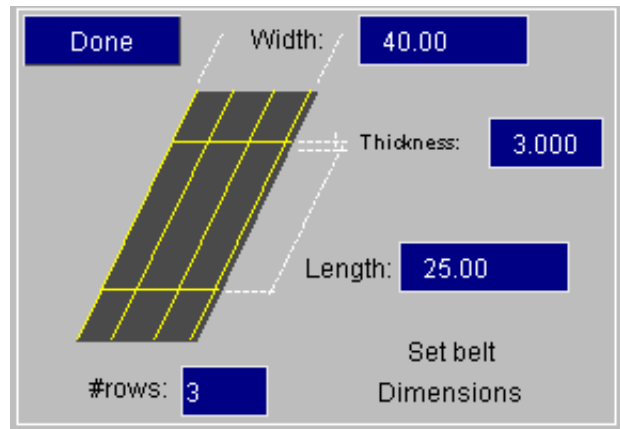 Done Width: 40.00
Thickness: 3.000
Length: 25.00
Set belt
#rows: 3 Dimensions